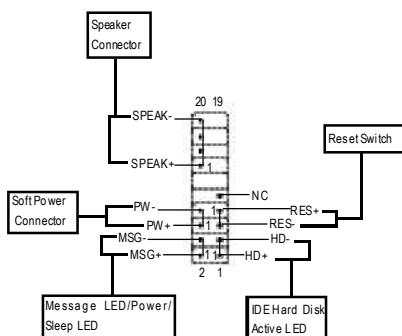 Speaker
Connector
20 19
SPEAK-
Reset Switch
SPEAK+
1
NC
Soft Power
Connector
PW-
1
RES+
PW+
1
RES-
MSG-
HD-
MSG+
1
1
HD+
2 1
Message LED/Power/
Sleep LED
IDE Hard Disk
Active LED